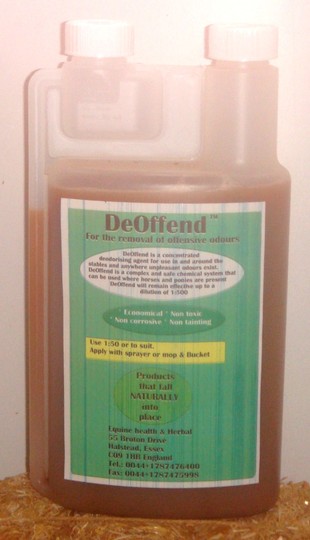 DeOffend™
For the removal of offensive odours
DeOffend is a concentrated
deodorising agent for use in and around the
stables and anywhere unpleasant odours exist.
DeOffend is a complex and safe chemical system that
can be used where horses and ponies are present
DeOffend will remain effective up to a
dilution of 1:500
Economical * Non toxic
* Non corrosive * Non tainting
Use 1:50 or to suit.
Apply with sprayer or mop & Bucket
Products
that fall
NATURALLY
into
place
Equine Health & Herbal
55 Bruton Drive
Halstead, Essex
England
Tel: 0044-1787476400